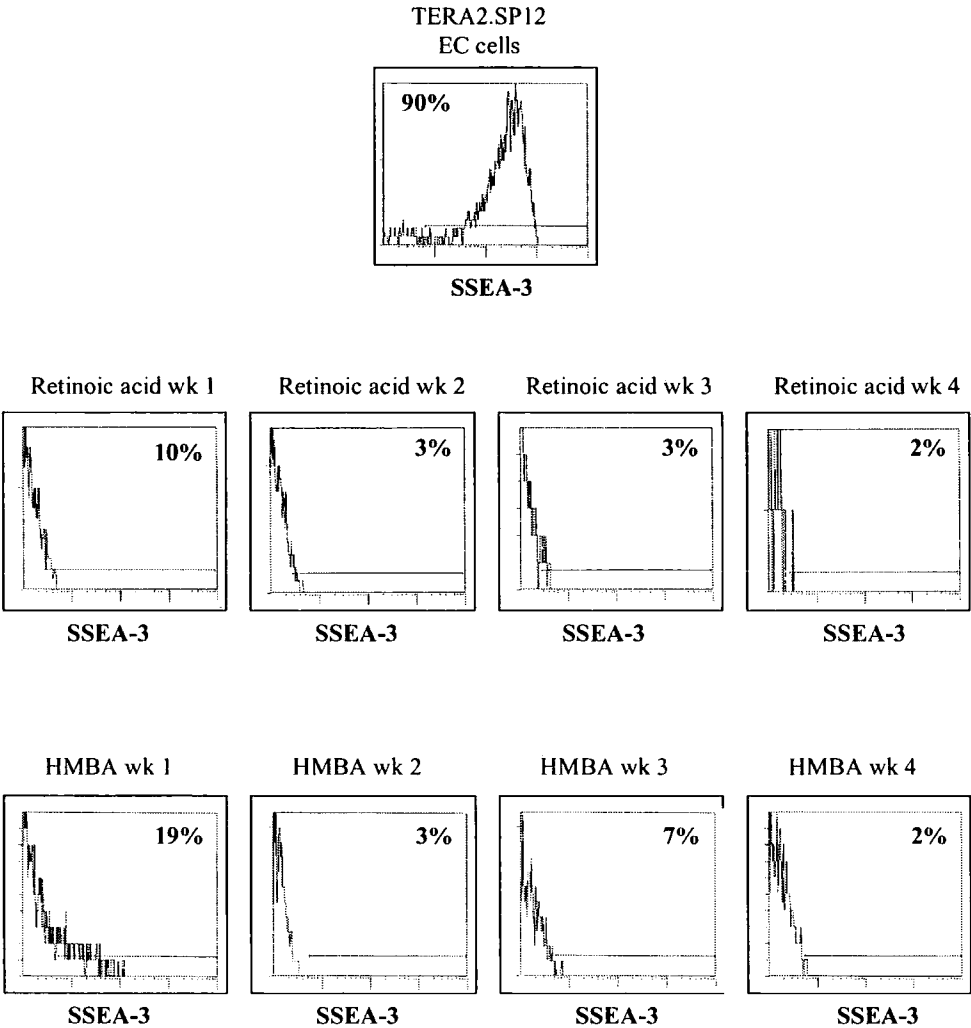 TERA2.SP12
EC cells
90%
SSEA-3
Retinoic acid wk 1
Retinoic acid wk 2
Retinoic acid wk 3
Retinoic acid wk 4
10%
3%
3%
2%
SSEA-3
SSEA-3
SSEA-3
SSEA-3
HMBA wk 1
HMBA wk 2
HMBA wk 3
HMBA wk 4
19%
3%
7%
2%
SSEA-3
SSEA-3
SSEA-3
SSEA-3